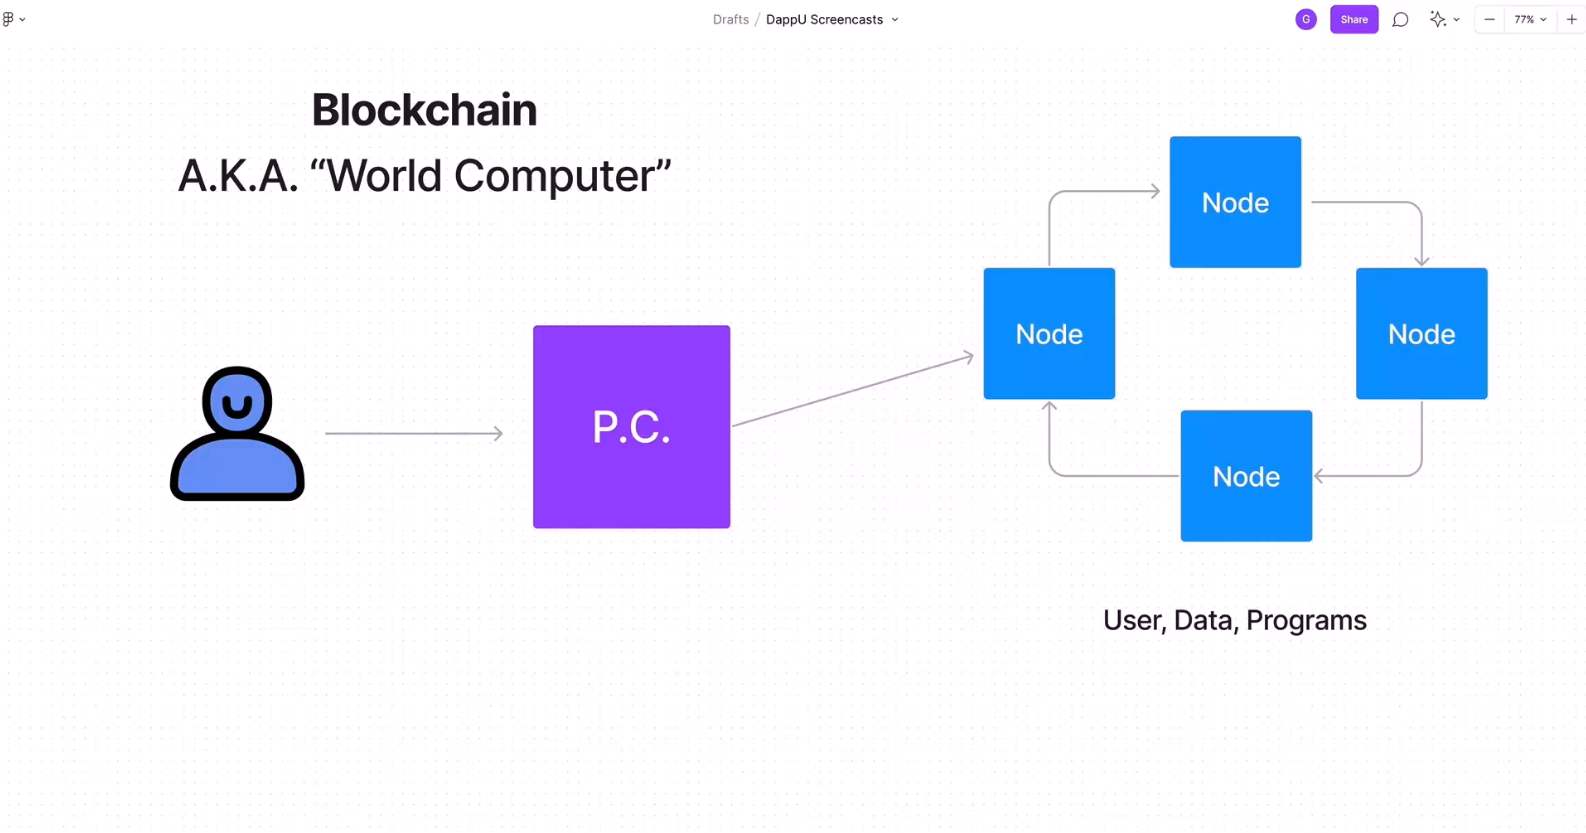 Drafts / DappU Screencasts
G
Share
77%
Blockchain
A.K.A. “World Computer”
Node
Node
Node
P.C.
Node
User, Data, Programs